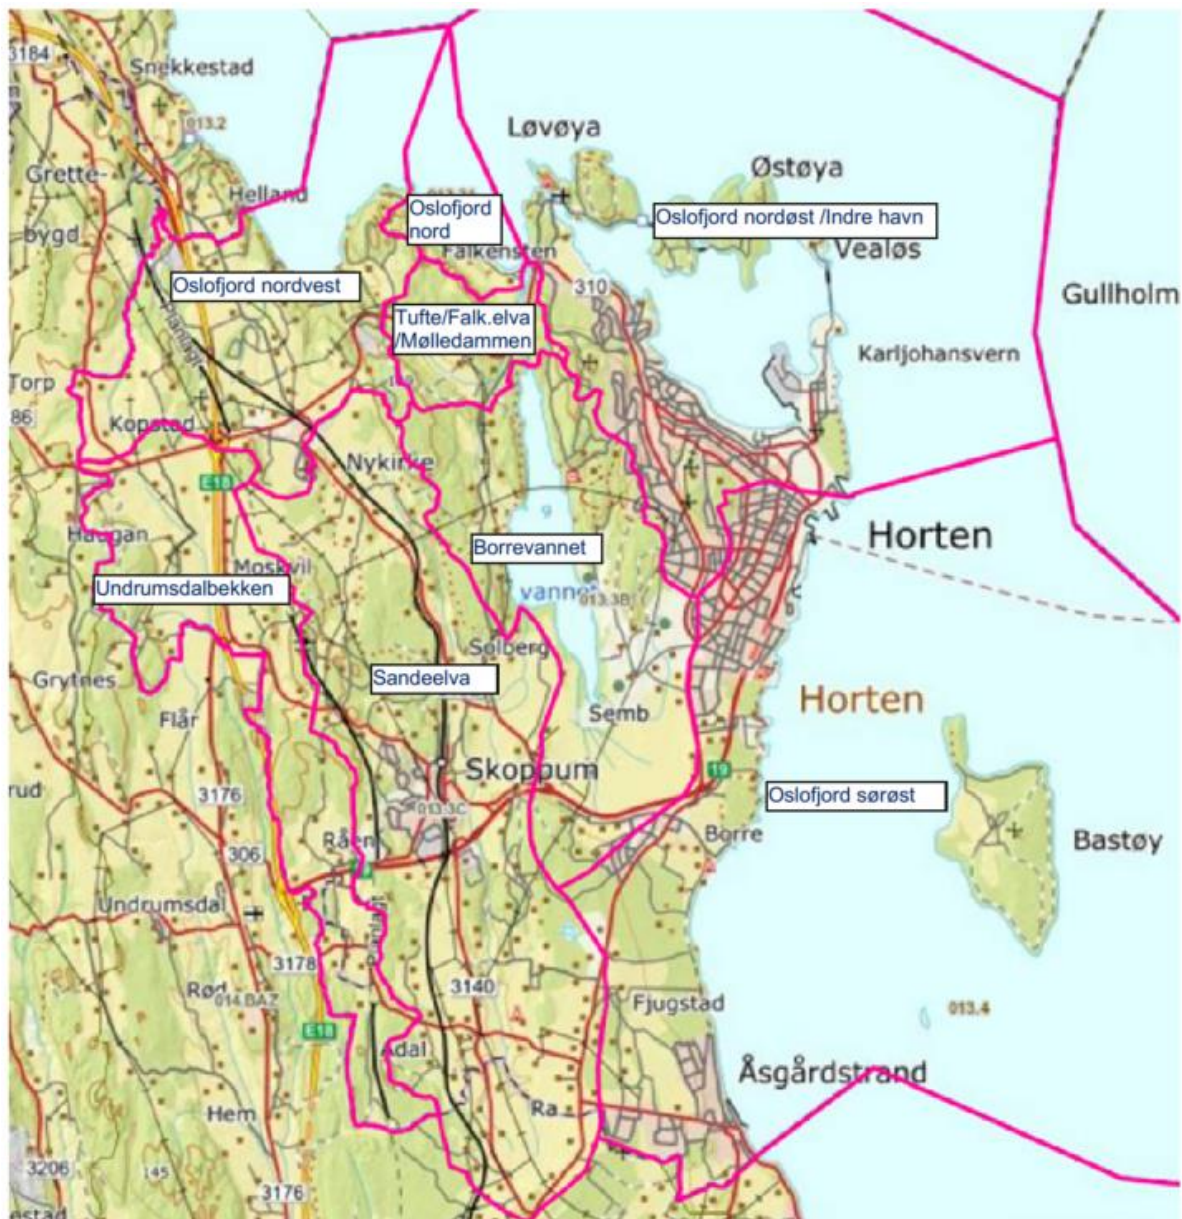 3184
Snekkestad
013.2
Løvøya
Grette-
bygd
Helland
Østøya
Oslofjord
nord
Oslofjord nordøst /Indre havn
Falkensten
Vealøs
Oslofjord nordvest
310
Gullholm
Planlagt
Tufte/Falk.elva
/Mølledammen
Karljohansvern
Torp
86
Kopstad
Nykirke
E18
9
Haugan
Horten
Borrevannet
Moskvil
Undrumsdalbekken
vannet
013.3B
Solberg
Grytnes
Sandeelva
Horten
Flår
Semb
Skoppum
19
rud
3176
Oslofjord sørøst
013.3C
306
Råen
Borre
Bastøy
Undrumsdal
Planlagt
3178
3140
Rød
014.BAZ
Fjugstad
013.4
E18
Adal
Åsgårdstrand
Hem
Ra
3206
145
3176
estad